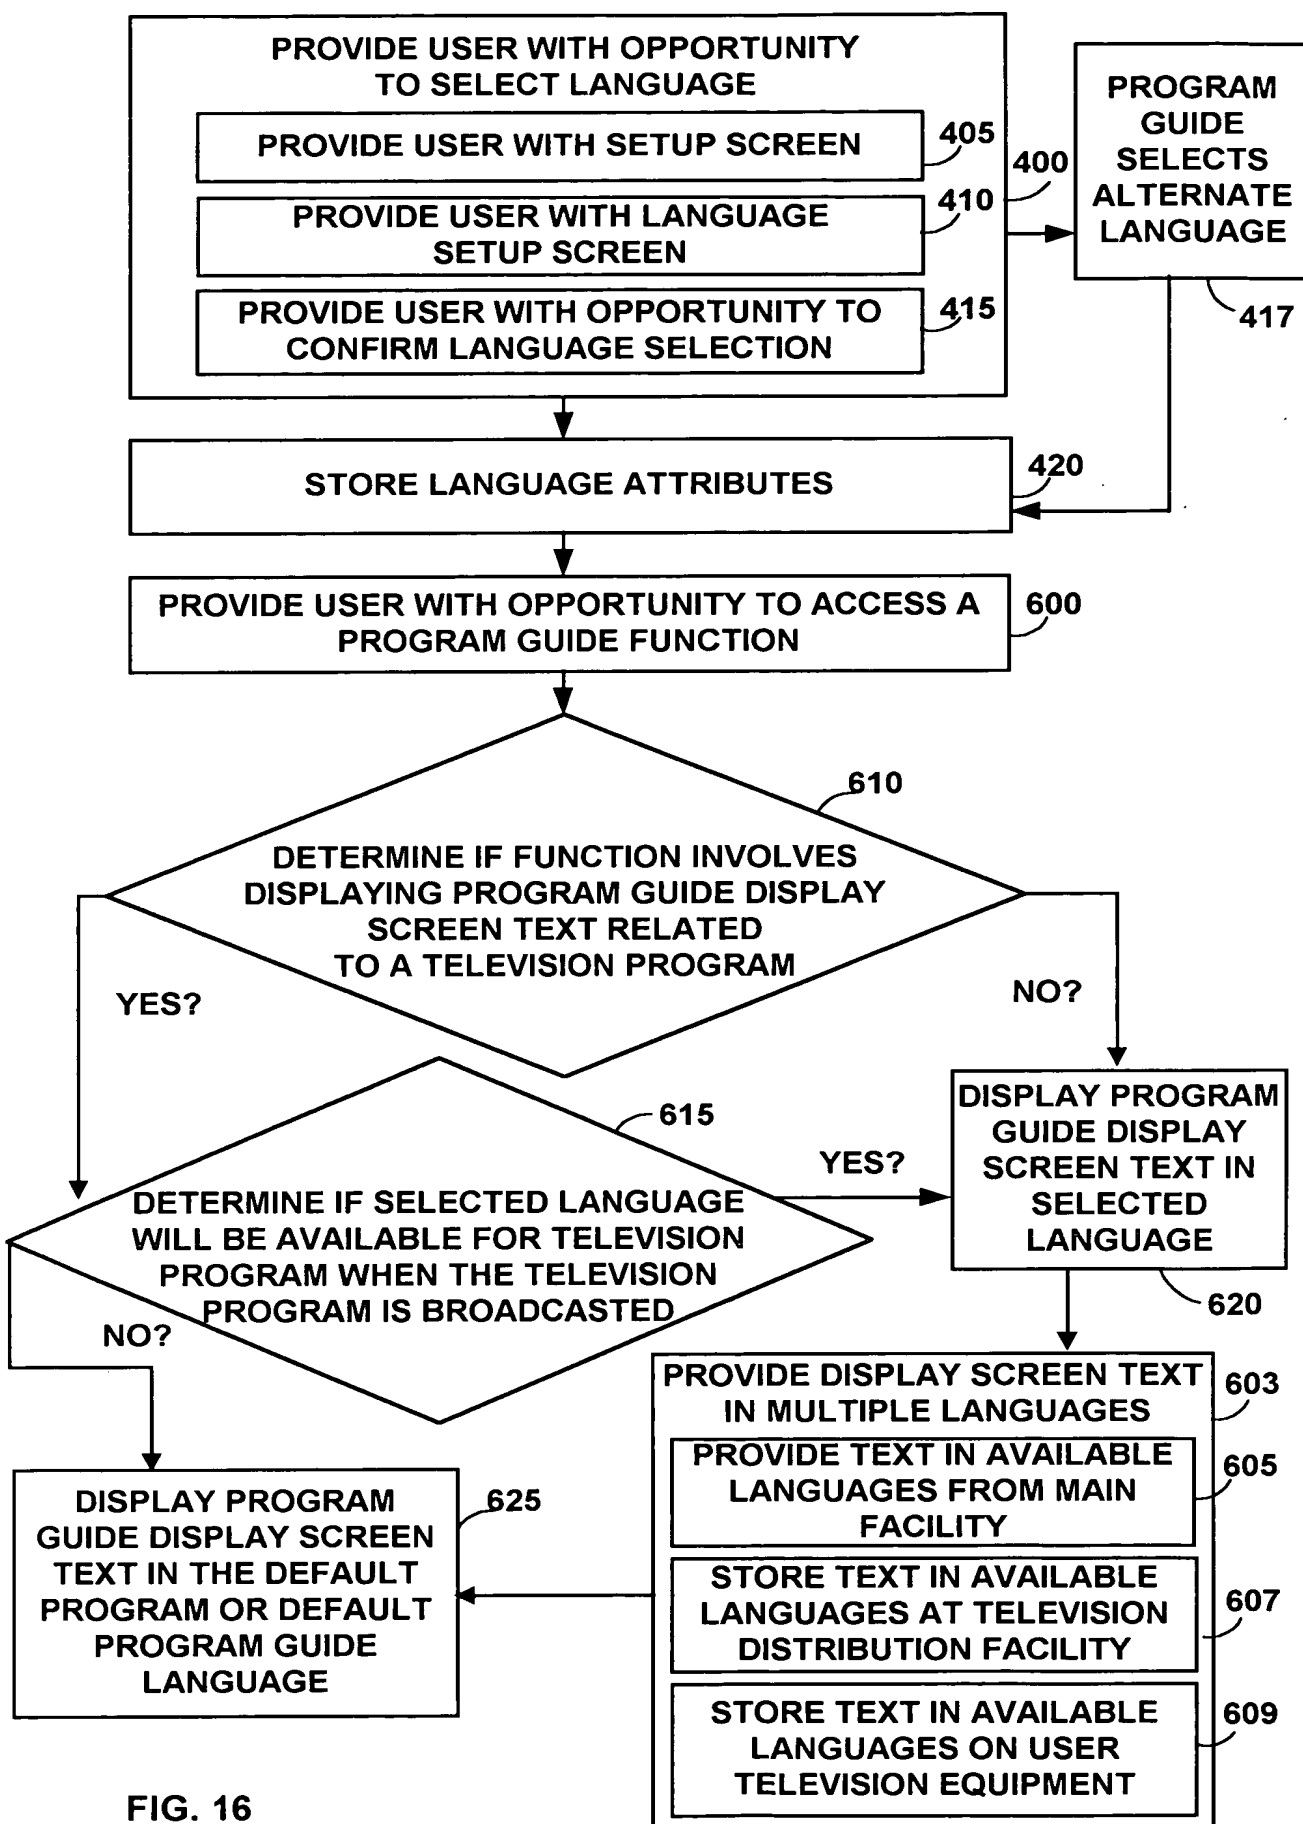 PROVIDE USER WITH OPPORTUNITY
TO SELECT LANGUAGE
PROVIDE USER WITH SETUP SCREEN
405
PROVIDE USER WITH LANGUAGE
SETUP SCREEN
410
PROVIDE USER WITH OPPORTUNITY TO
CONFIRM LANGUAGE SELECTION
415
400
PROGRAM
GUIDE
SELECTS
ALTERNATE
LANGUAGE
417
STORE LANGUAGE ATTRIBUTES
420
PROVIDE USER WITH OPPORTUNITY TO ACCESS A
PROGRAM GUIDE FUNCTION
600
610
DETERMINE IF FUNCTION INVOLVES
DISPLAYING PROGRAM GUIDE DISPLAY
SCREEN TEXT RELATED
TO A TELEVISION PROGRAM
YES?
NO?
615
DETERMINE IF SELECTED LANGUAGE
WILL BE AVAILABLE FOR TELEVISION
PROGRAM WHEN THE TELEVISION
PROGRAM IS BROADCASTED
YES?
NO?
DISPLAY PROGRAM
GUIDE DISPLAY
SCREEN TEXT IN
SELECTED
LANGUAGE
620
PROVIDE DISPLAY SCREEN TEXT
IN MULTIPLE LANGUAGES
603
PROVIDE TEXT IN AVAILABLE
LANGUAGES FROM MAIN
FACILITY
605
STORE TEXT IN AVAILABLE
LANGUAGES AT TELEVISION
DISTRIBUTION FACILITY
607
STORE TEXT IN AVAILABLE
LANGUAGES ON USER
TELEVISION EQUIPMENT
609
DISPLAY PROGRAM
GUIDE DISPLAY SCREEN
TEXT IN THE DEFAULT
PROGRAM OR DEFAULT
PROGRAM GUIDE
LANGUAGE
625
FIG. 16